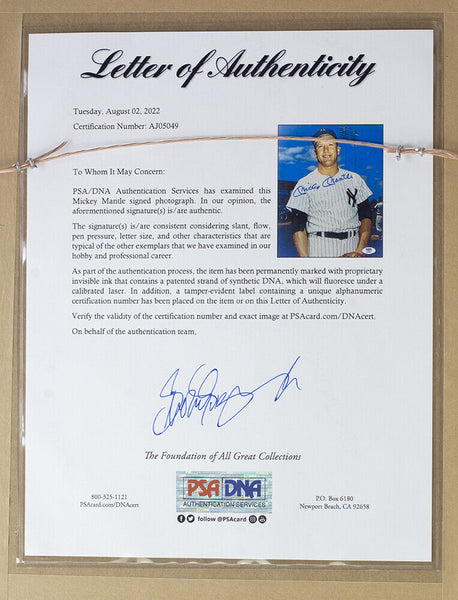 Letter of Authenticity
Tuesday, August 02, 2022
Certification Number: AJ05049
To Whom It May Concern:
PSA/DNA Authentication Services has examined this
Mickey Mantle signed photograph. In our opinion, the
aforementioned signature(s) is/are authentic.
The signature(s) is/are consistent considering slant, flow,
pen pressure, letter size, and other characteristics that are
typical of the other exemplars that we have examined in our
hobby and professional career.
Mickey Mantle
As part of the authentication process, the item has been permanently marked with proprietary
invisible ink that contains a patented strand of synthetic DNA, which will fluoresce under a
calibrated laser. In addition, a tamper-evident label containing a unique alphanumeric
certification number has been placed on the item or on this Letter of Authenticity.
Verify the validity of the certification number and exact image at PSAcard.com/DNAcert.
On behalf of the authentication team,
The Foundation of All Great Collections
PSA DNA
AUTHENTICATION SERVICES
800-325-1121
PSAcard.com/DNAcert
P.O. Box 6180
Newport Beach, CA 92658
follow @PSAcard